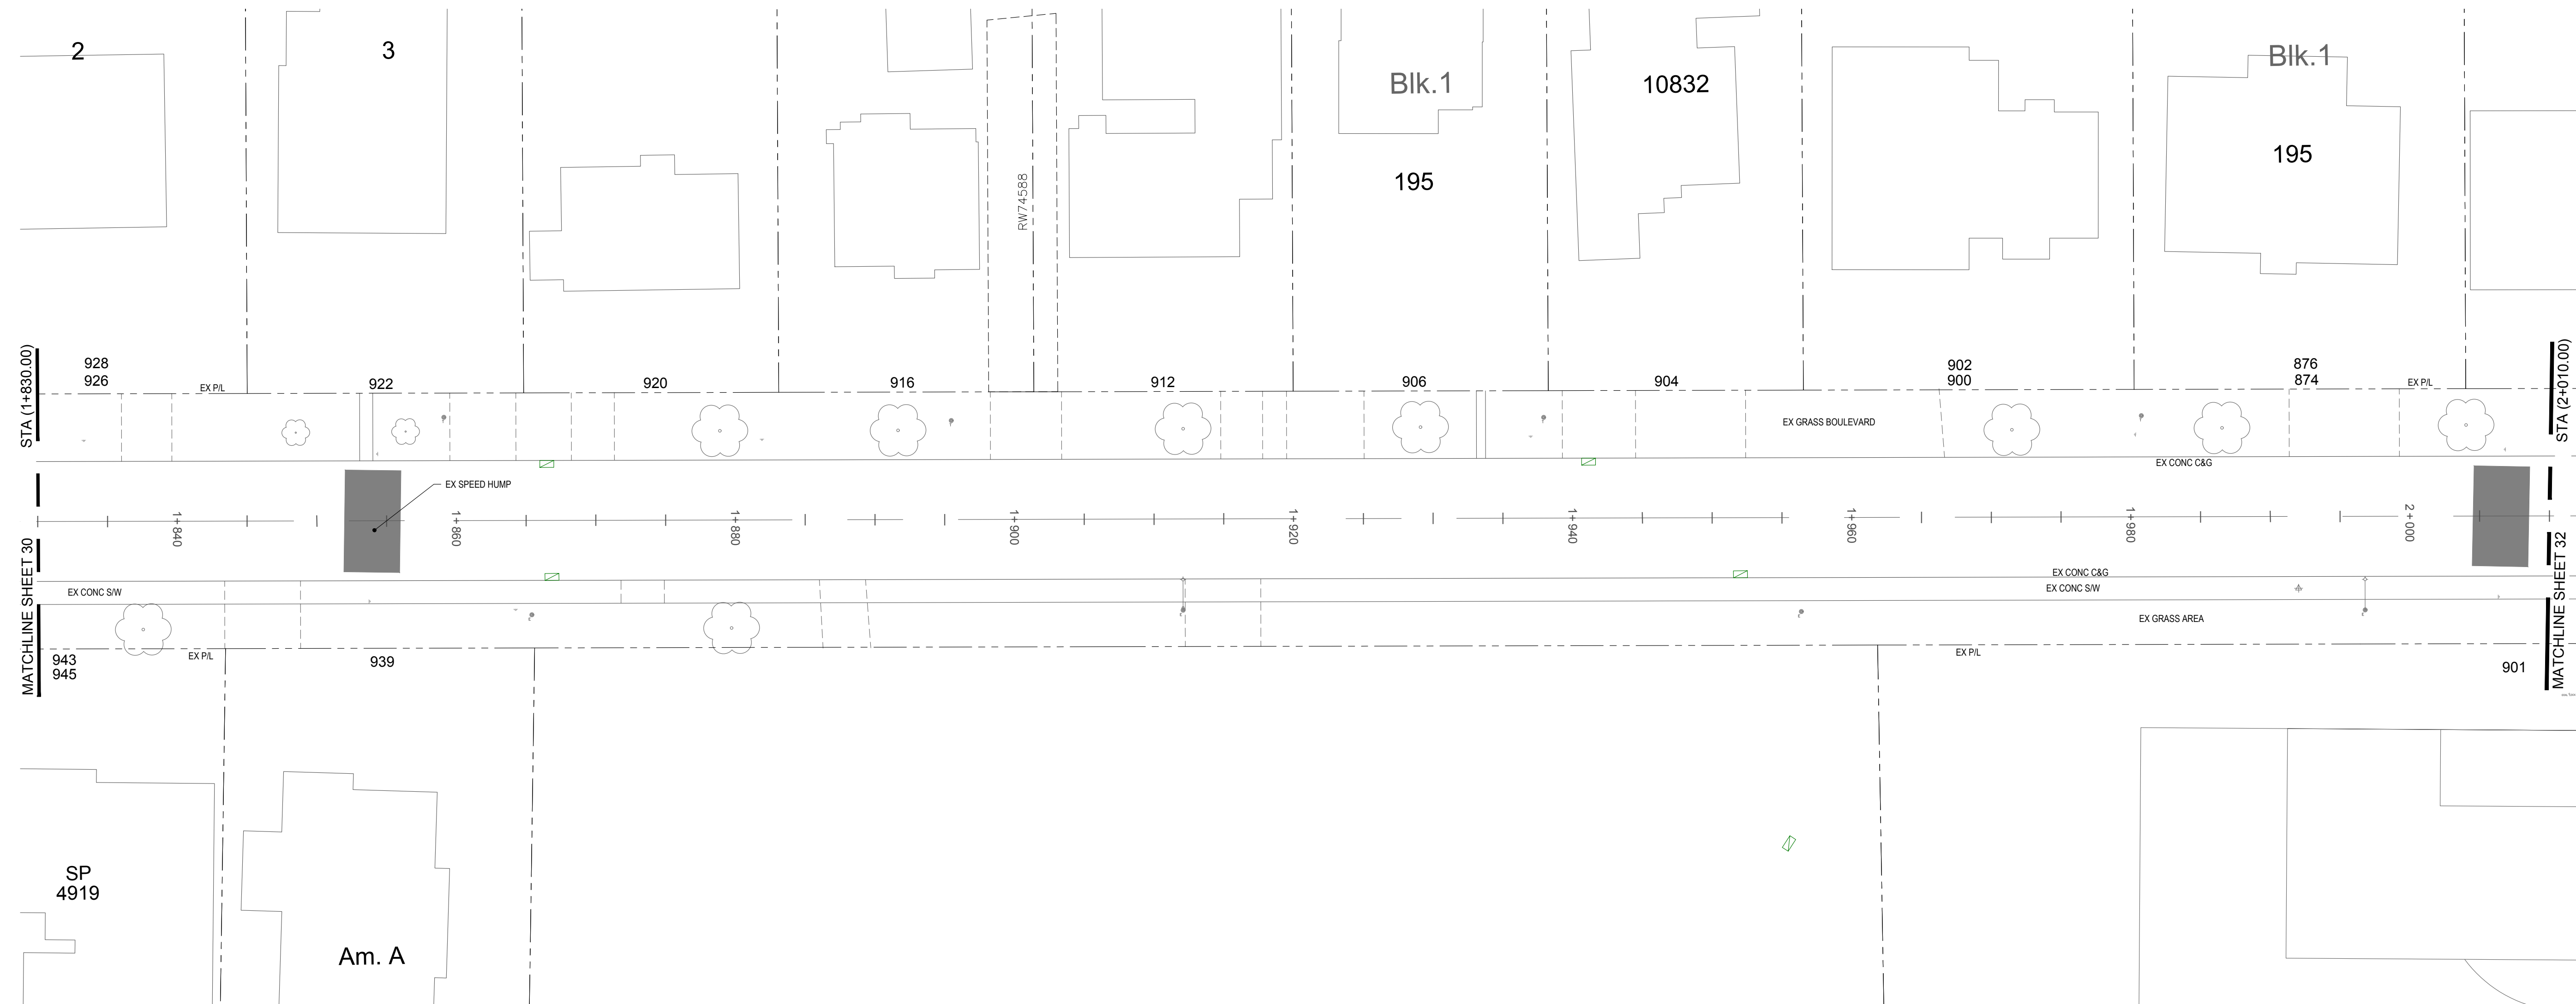 2
3
Blk.1
10832
Blk.1
195
195
RW74588
STA (1+830.00)
928
926
EX P/L
922
920
916
912
906
904
902
900
876
874
EX P/L
STA (2+010.00)
EX GRASS BOULEVARD
EX CONC C&G
EX SPEED HUMP
1+840
1+860
1+880
1+900
1+920
1+940
1+960
1+980
2+000
MATCHLINE SHEET 30
EX CONC S/W
EX CONC C&G
EX CONC S/W
EX GRASS AREA
MATCHLINE SHEET 32
943
945
EX P/L
939
EX P/L
901
SP
4919
Am. A